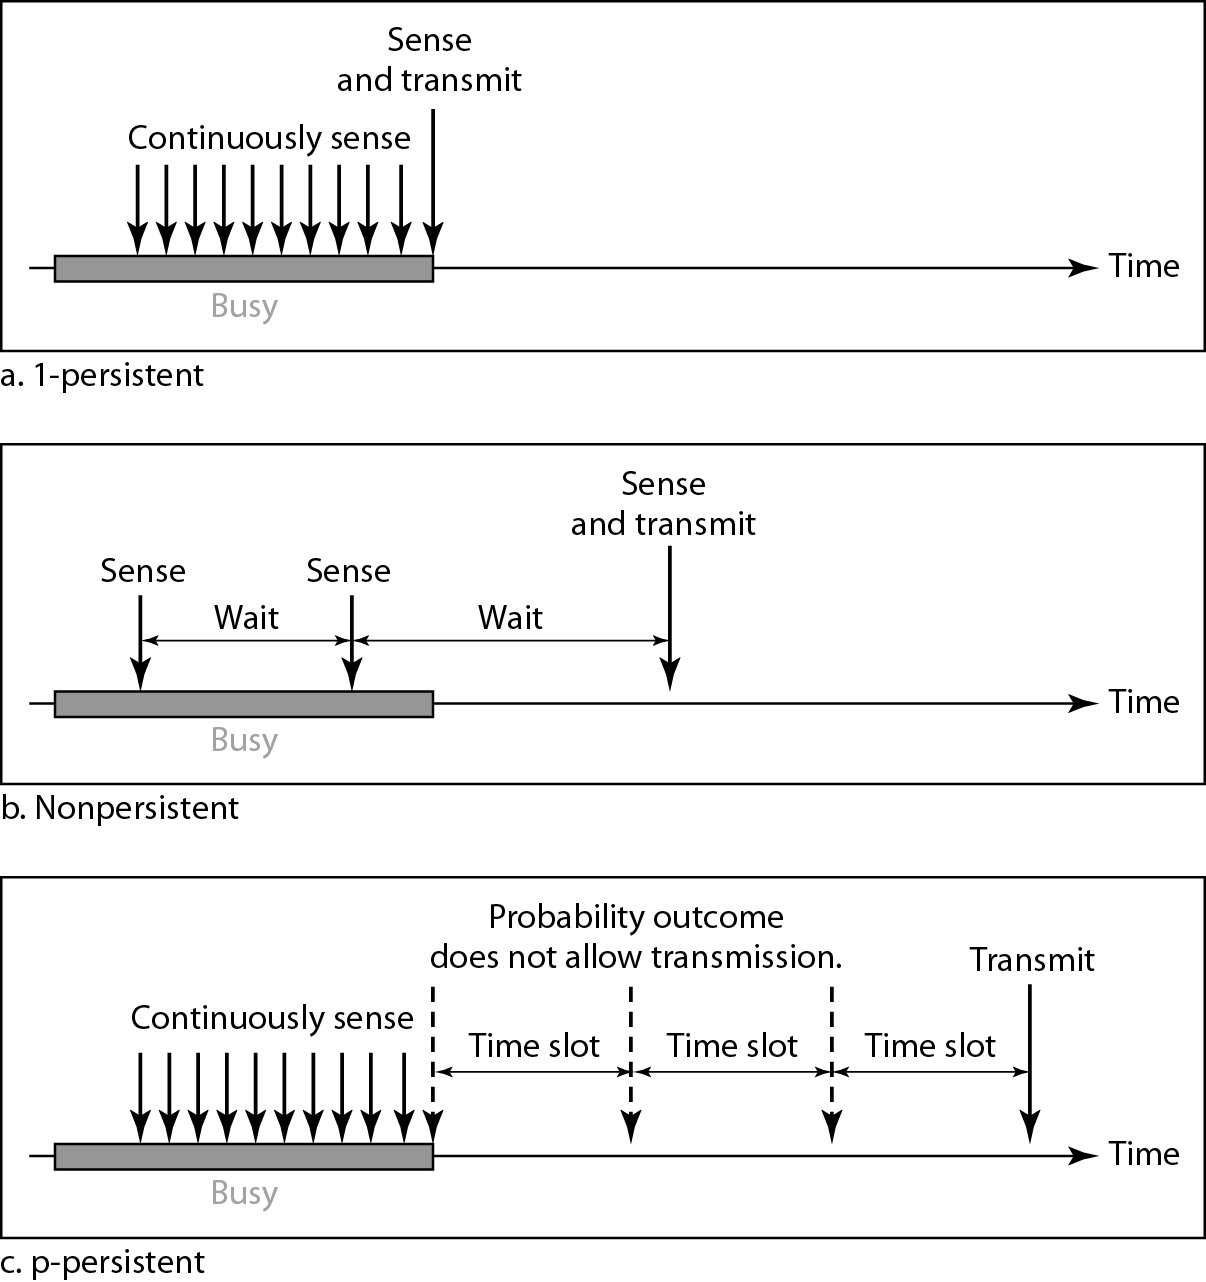 Sense
and transmit
Continuously sense
Time
Busy
a. 1-persistent
Sense
and transmit
Sense
Sense
Wait
Wait
Time
Busy
b. Nonpersistent
Probability outcome
does not allow transmission.
Transmit
Continuously sense
Time slot
Time slot
Time slot
Time
Busy
c. p-persistent